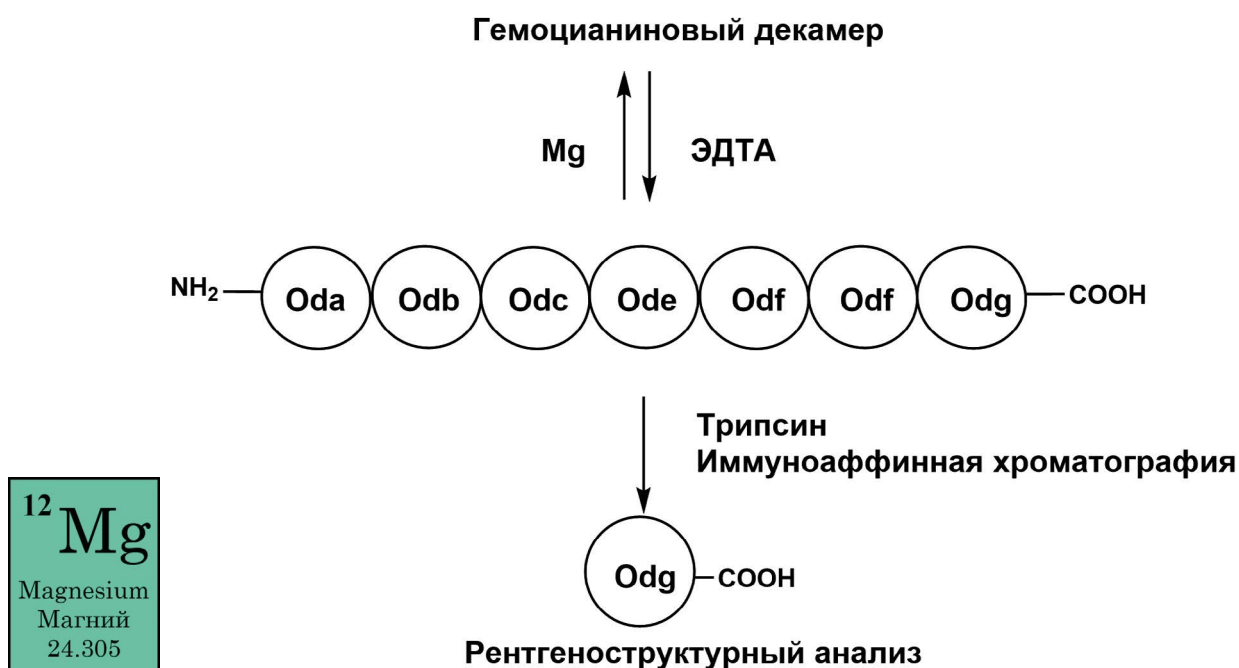 Гемоцианиновый декамер
Mg ЭДТА
NH₂ Oda Odb Odc Ode Odf Odf Odg COOH
Трипсин
Иммуноаффинная хроматография
Odg COOH
Рентгеноструктурный анализ
12 Mg
Magnesium
Магний
24.305